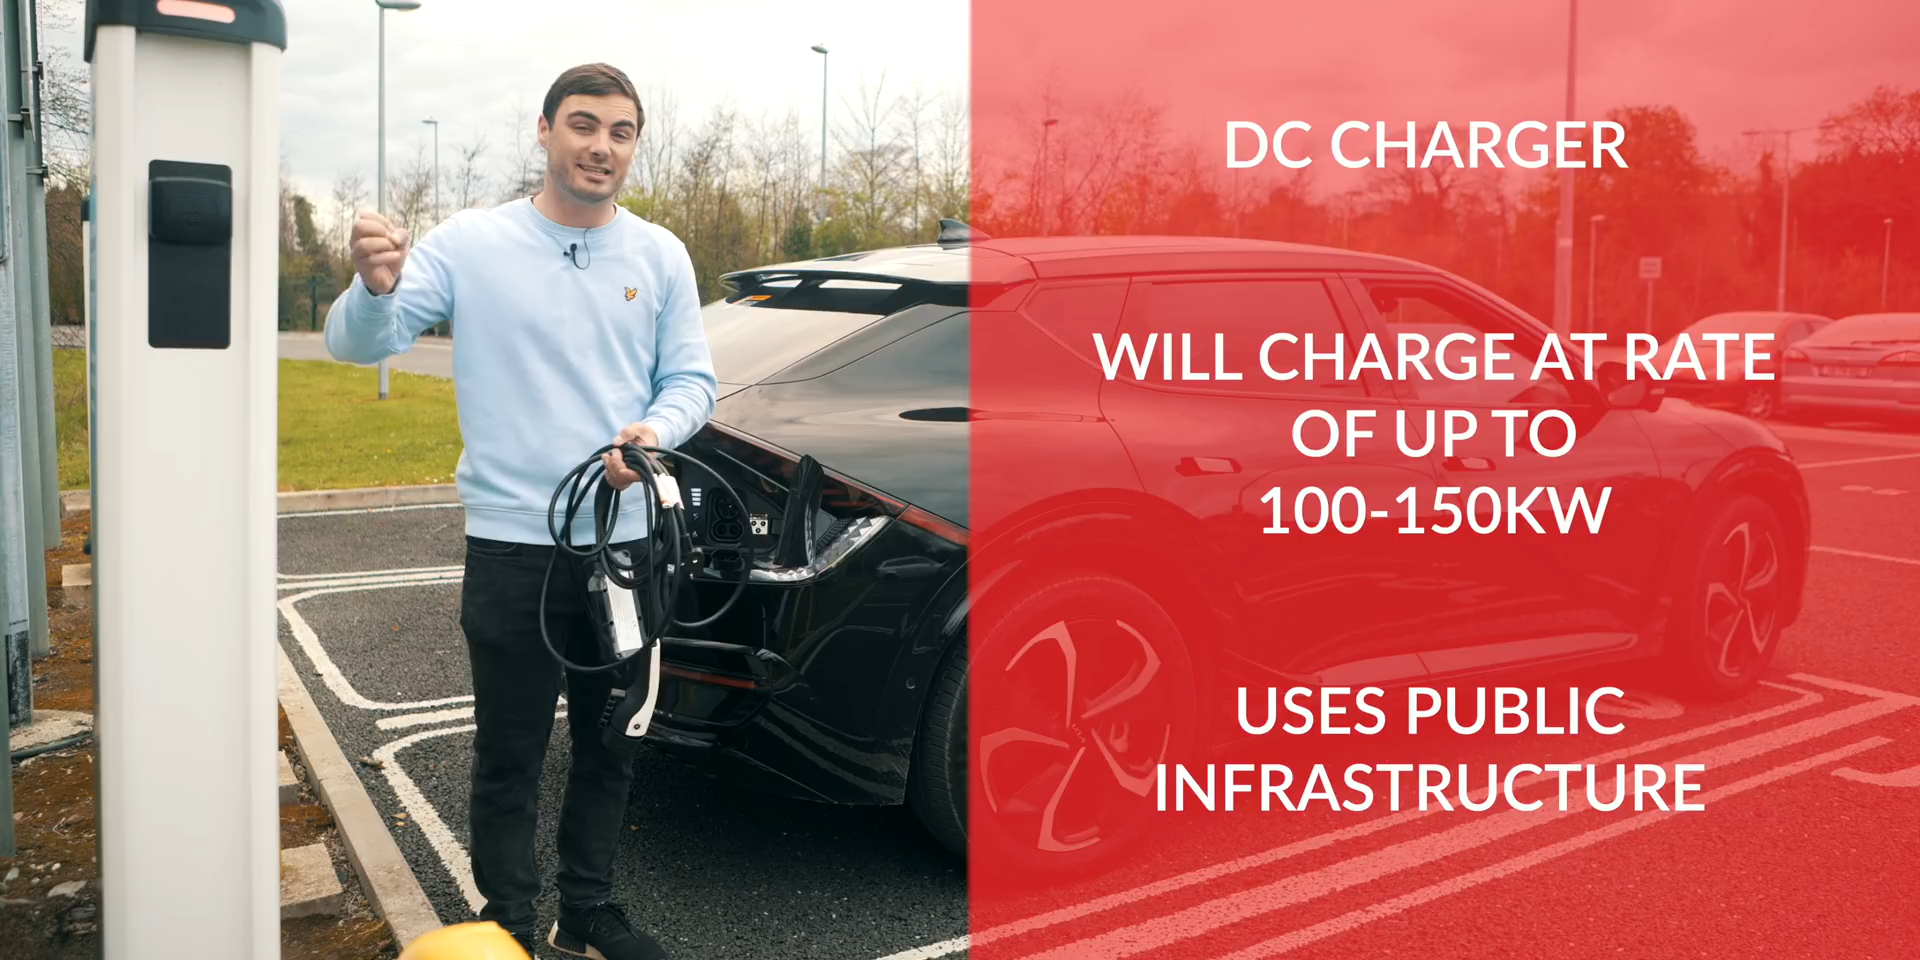 DC CHARGER
WILL CHARGE AT RATE
OF UP TO
100-150KW
USES PUBLIC
INFRASTRUCTURE